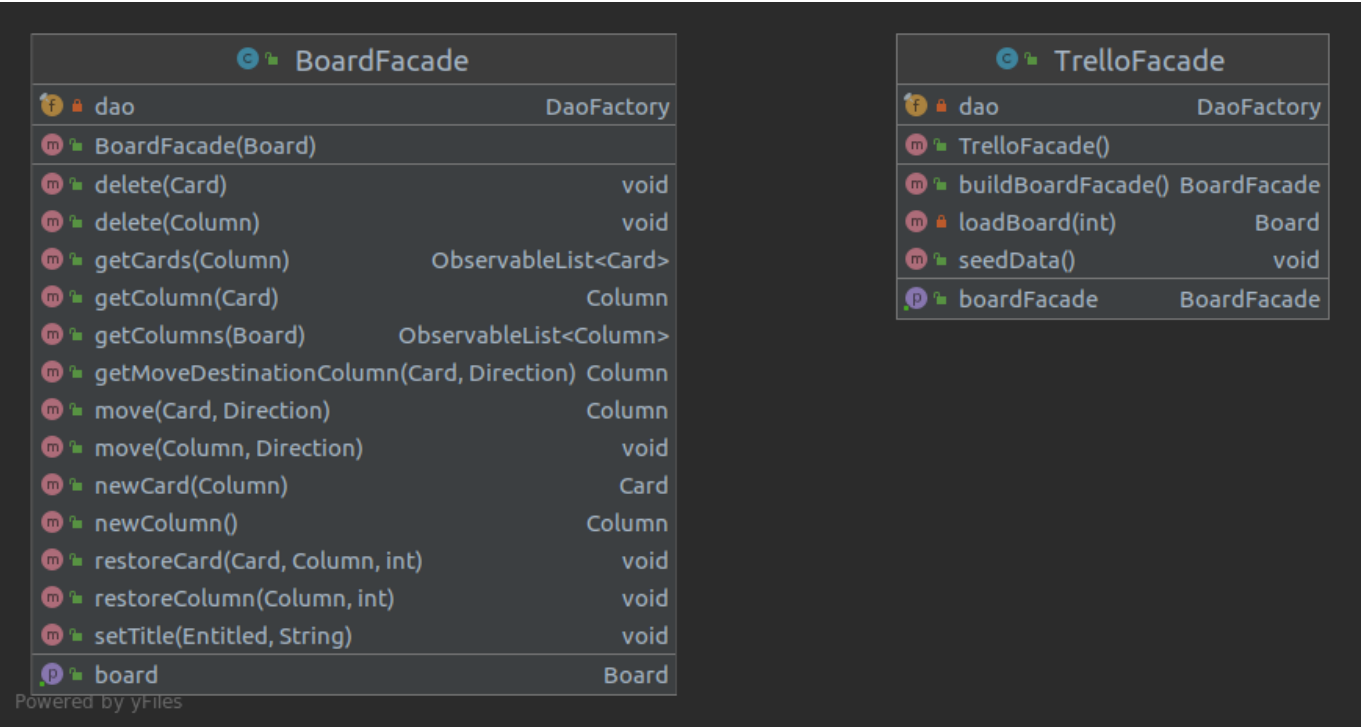 BoardFacade
dao DaoFactory
BoardFacade(Board)
delete(Card) void
delete(Column) void
getCards(Column) ObservableList<Card>
getColumn(Card) Column
getColumns(Board) ObservableList<Column>
getMoveDestinationColumn(Card, Direction) Column
move(Card, Direction) Column
move(Column, Direction) void
newCard(Column) Card
newColumn() Column
restoreCard(Card, Column, int) void
restoreColumn(Column, int) void
setTitle(Entitled, String) void
board Board
Powered by yFiles
TrelloFacade
dao DaoFactory
TrelloFacade()
buildBoardFacade() BoardFacade
loadBoard(int) Board
seedData() void
boardFacade BoardFacade